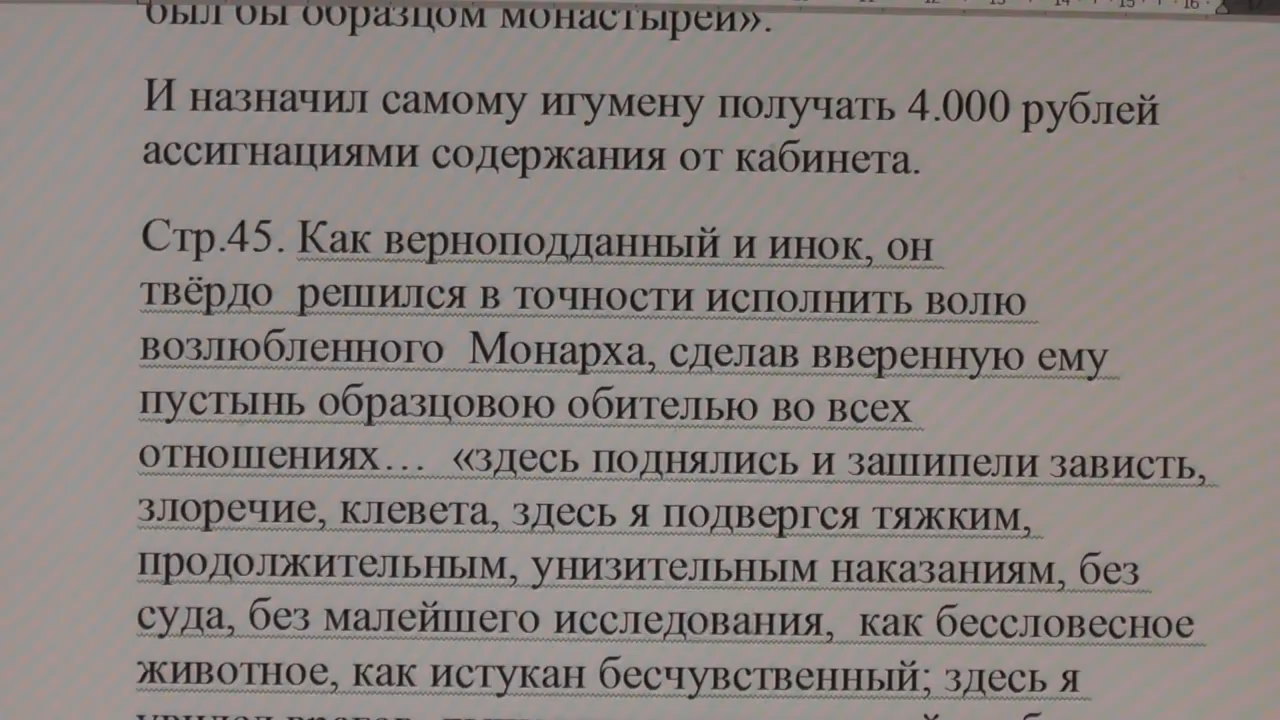 был бы образцом монастырей».
И назначил самому игумену получать 4.000 рублей
ассигнациями содержания от кабинета.
Стр.45. Как верноподданный и инок, он
твёрдо решился в точности исполнить волю
возлюбленного Монарха, сделав вверенную ему
пустынь образцовою обителью во всех
отношениях… «здесь поднялись и зашипели зависть,
злоречие, клевета, здесь я подвергся тяжким,
продолжительным, унизительным наказаниям, без
суда, без малейшего исследования, как бессловесное
животное, как истукан бесчувственный; здесь я